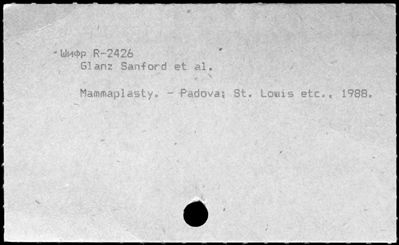 Шифр R-2426
Glanz Sanford et al.
Mammaplasty. - Padova; St. Louis etc., 1988.